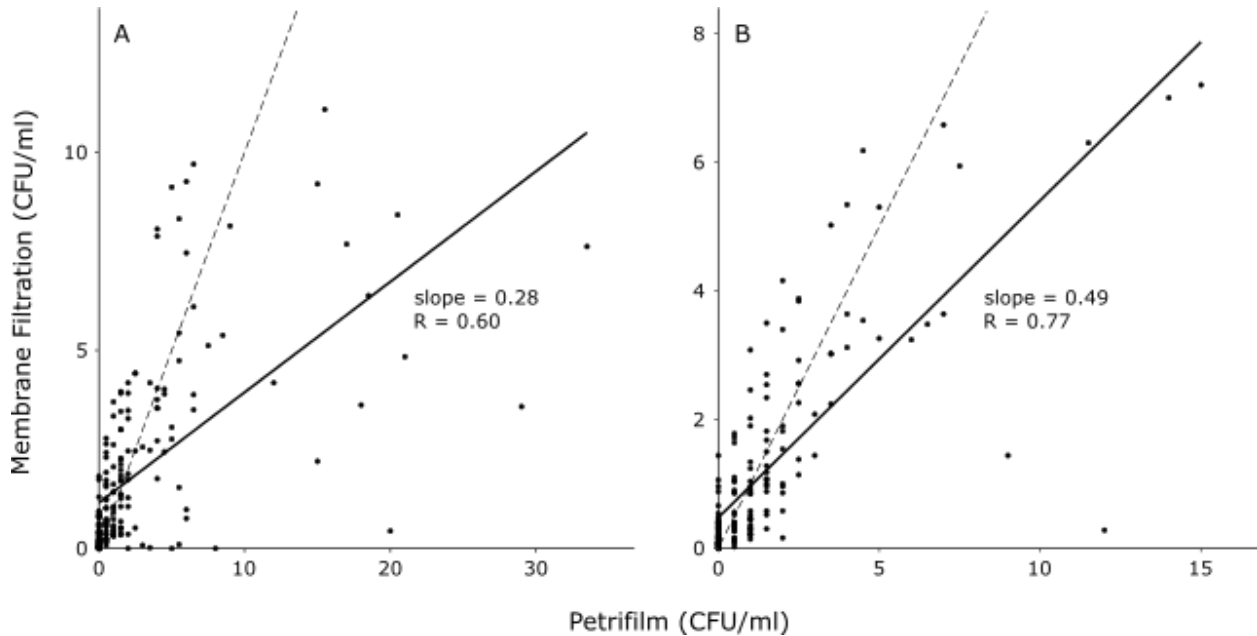 A
B
Membrane Filtration (CFU/ml)
10
5
0
8
6
4
2
0
slope = 0.28
R = 0.60
slope = 0.49
R = 0.77
0
10
20
30
0
5
10
15
Petrifilm (CFU/ml)